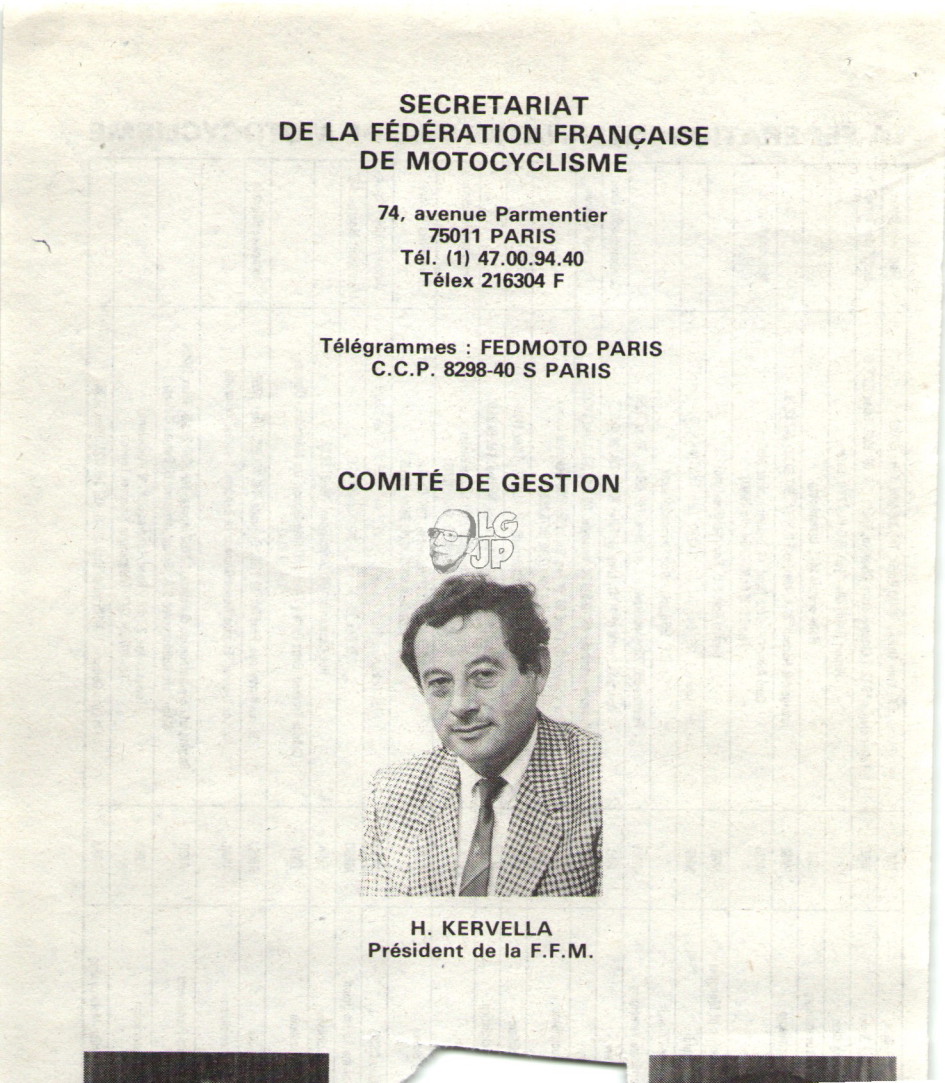 SECRETARIAT
DE LA FÉDÉRATION FRANÇAISE
DE MOTOCYCLISME
74, avenue Parmentier
75011 PARIS
Tél. (1) 47.00.94.40
Télex 216304 F
Télégrammes : FEDMOTO PARIS
C.C.P. 8298-40 S PARIS
COMITÉ DE GESTION
LG
JP
H. KERVELLA
Président de la F.F.M.